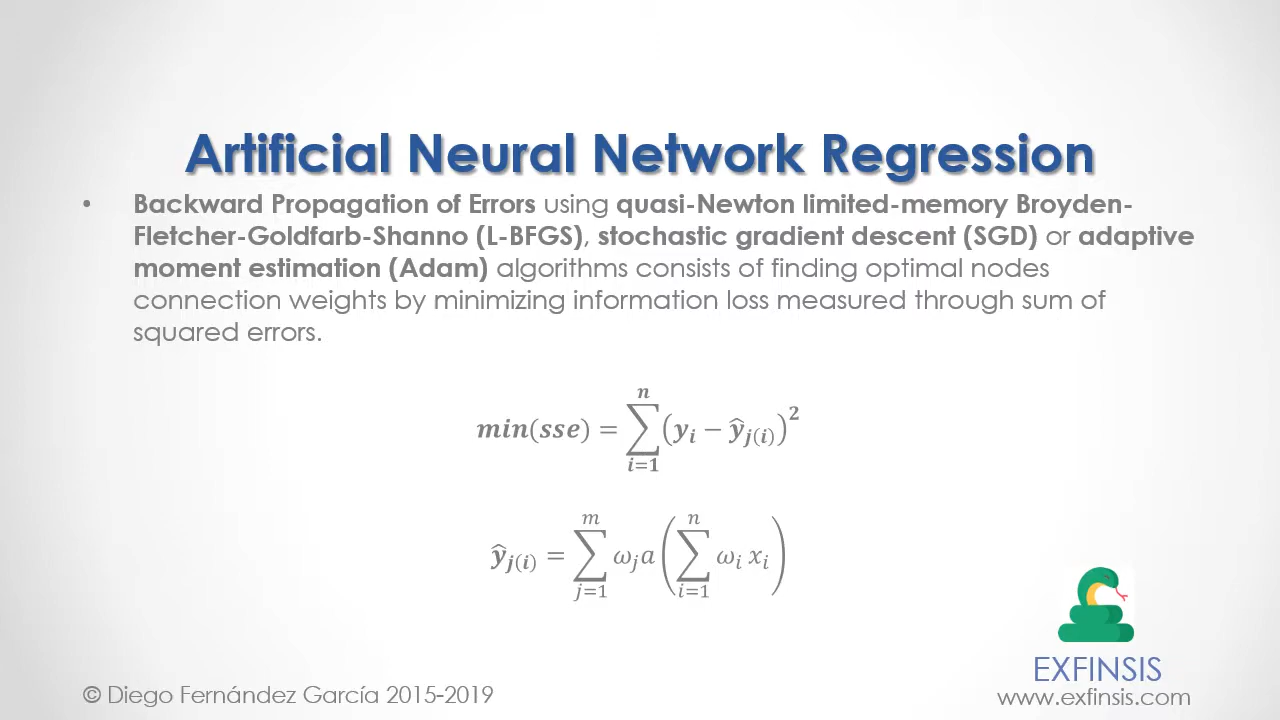 Artificial Neural Network Regression
• Backward Propagation of Errors using quasi-Newton limited-memory Broyden-
Fletcher-Goldfarb-Shanno (L-BFGS), stochastic gradient descent (SGD) or adaptive
moment estimation (Adam) algorithms consists of finding optimal nodes
connection weights by minimizing information loss measured through sum of
squared errors.
min(sse) = ∑_{i=1}^{n} (y_i − ŷ_{j(i)})^2
ŷ_{j(i)} = ∑_{j=1}^{m} ω_j a (∑_{i=1}^{n} ω_i x_i)
EXFINSIS
www.exfinsis.com
© Diego Fernández García 2015-2019